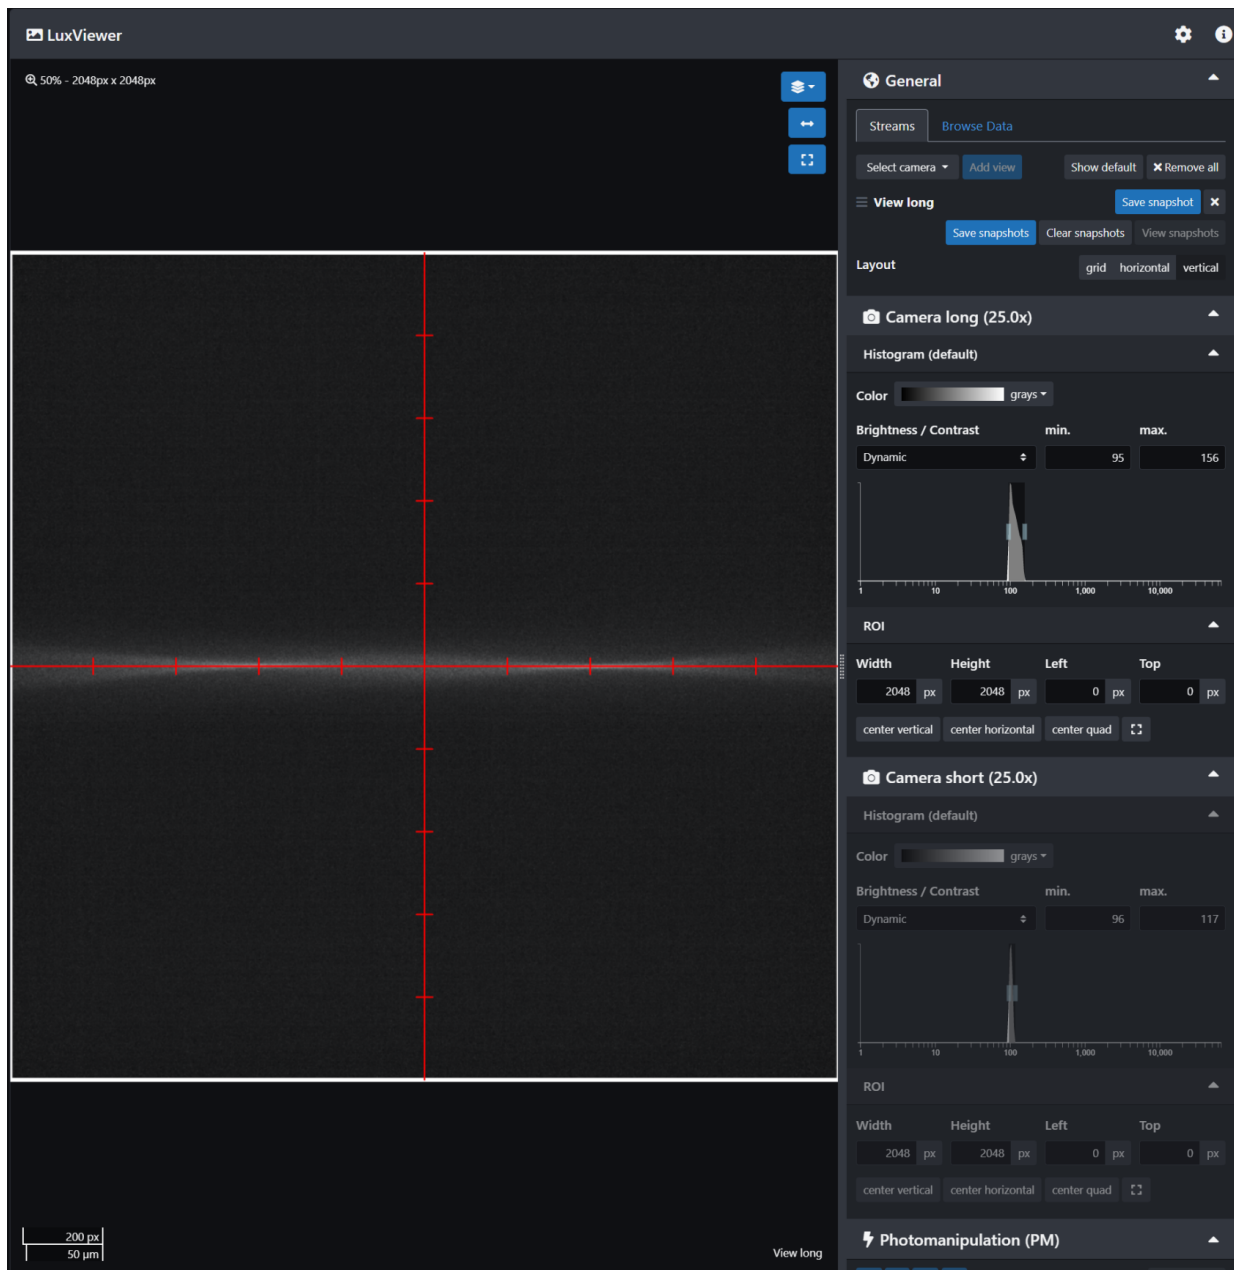 LuxViewer
50% - 2048px x 2048px
General
Streams Browse Data
Select camera Add view Show default Remove all
View long Save snapshot
Save snapshots Clear snapshots View snapshots
Layout grid horizontal vertical
Camera long (25.0x)
Histogram (default)
Color grays
Brightness / Contrast min. max.
Dynamic 95 156
1 10 100 1,000 10,000
ROI
Width Height Left Top
2048 px 2048 px 0 px 0 px
center vertical center horizontal center quad
Camera short (25.0x)
Histogram (default)
Color grays
Brightness / Contrast min. max.
Dynamic 96 117
1 10 100 1,000 10,000
ROI
Width Height Left Top
2048 px 2048 px 0 px 0 px
center vertical center horizontal center quad
200 px
50 μm
View long
Photomanipulation (PM)